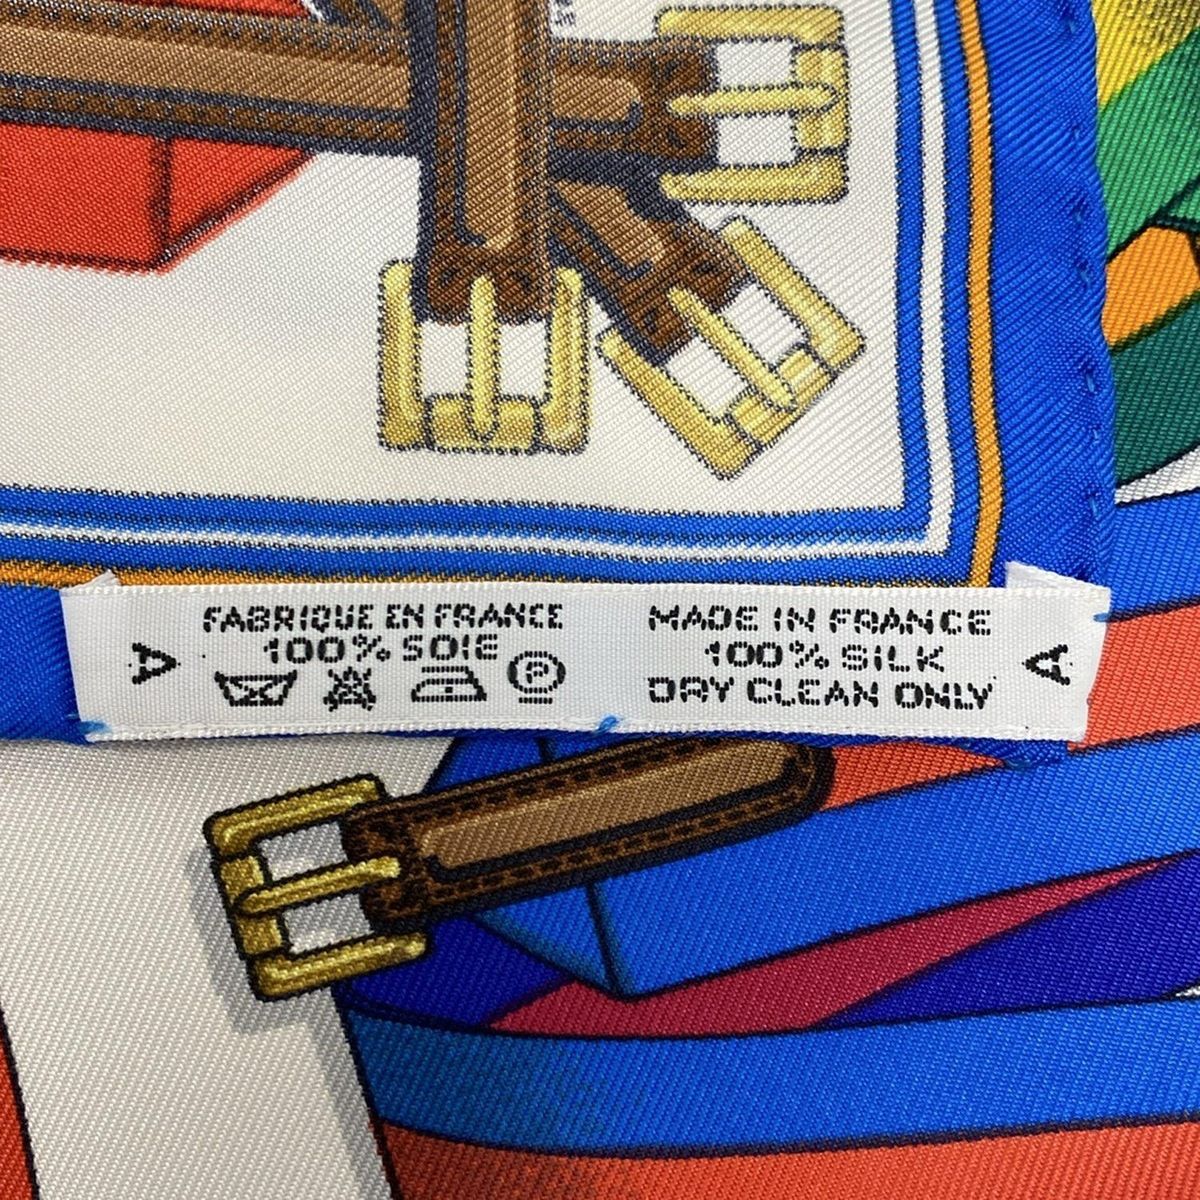 FABRIQUE EN FRANCE
100% SOIE
P
A
MADE IN FRANCE
100% SILK
DRY CLEAN ONLY
A